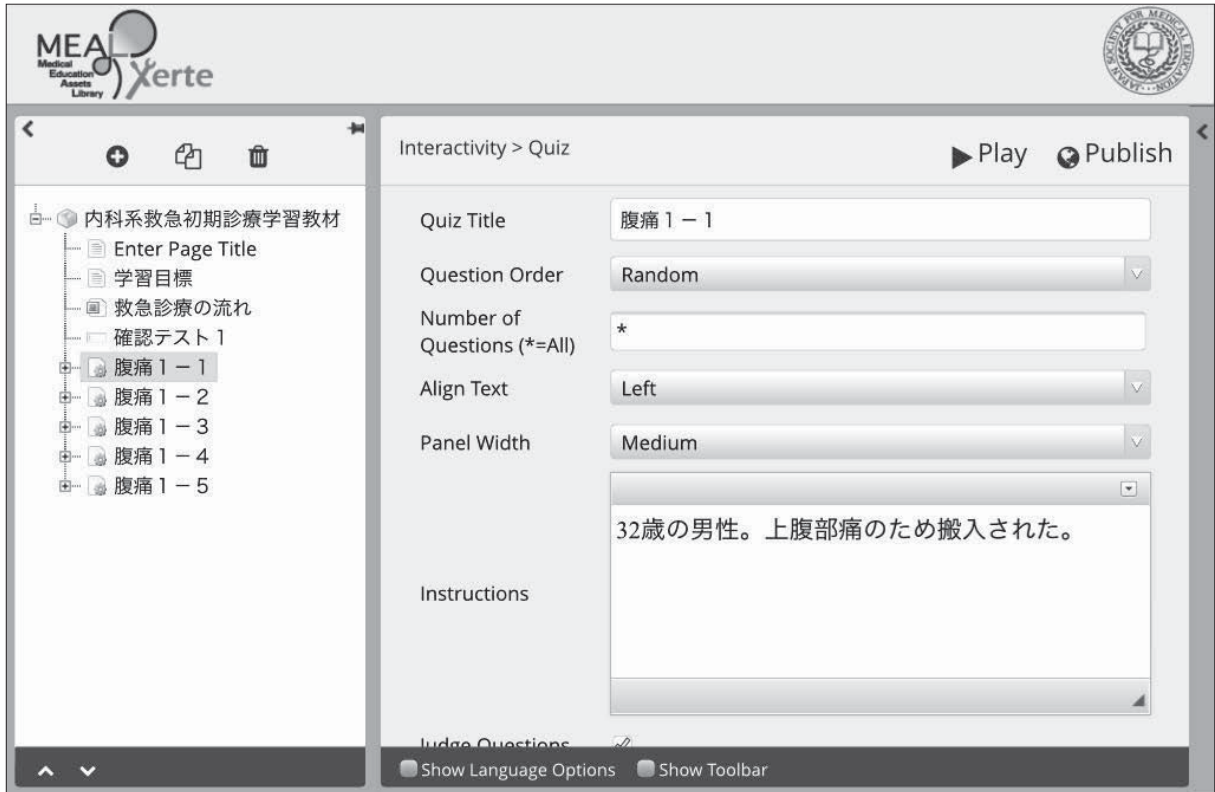 MEAL
Medical
Education
Assets
Library
Xerte
JAPAN SOCIETY FOR MEDICAL EDUCATION
内科系救急初期診療学習教材
Enter Page Title
学習目標
救急診療の流れ
確認テスト1
腹痛1－1
腹痛1－2
腹痛1－3
腹痛1－4
腹痛1－5
Interactivity > Quiz
Play
Publish
Quiz Title
腹痛1－1
Question Order
Random
Number of
Questions (*=All)
*
Align Text
Left
Panel Width
Medium
Instructions
32歳の男性。上腹部痛のため搬入された。
Judge Questions
Show Language Options
Show Toolbar